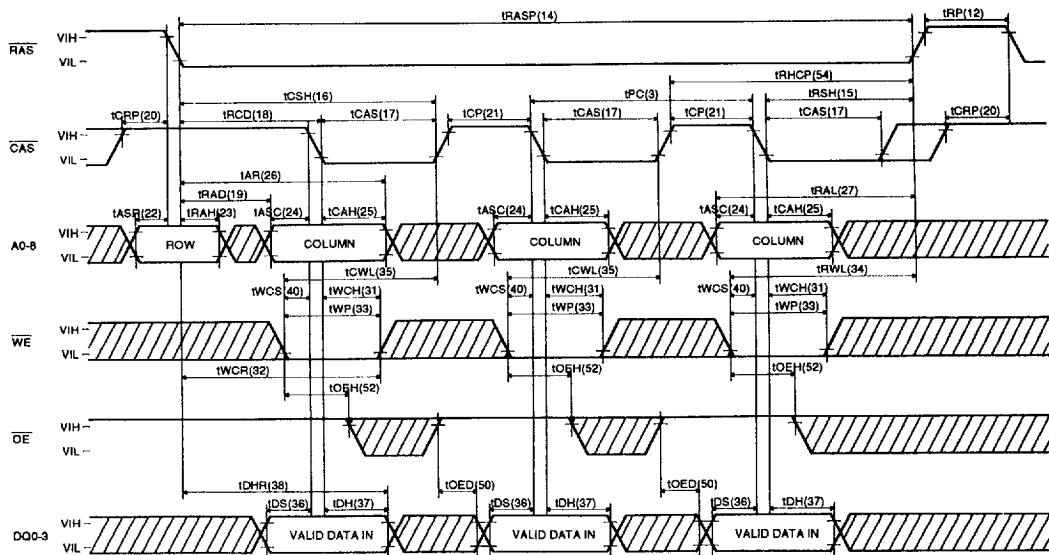 tRASP(14) tRP(12)
RAS VIH
VIL
tRHCP(54)
tCSH(16) tPC(3) tRSH(15)
tCRP(20) tRCD(18) tCAS(17) tCP(21) tCAS(17) tCP(21) tCAS(17) tCRP(20)
CAS VIH
VIL
tAR(26)
tRAD(19) tRAL(27)
tASR(22) tRAH(23) tASC(24) tCAH(25) tASC(24) tCAH(25) tASC(24) tCAH(25)
A0-8 VIH ROW COLUMN COLUMN COLUMN
VIL
tCWL(35) tCWL(35) tRWL(34)
tWCS(40) tWCH(31) tWCS(40) tWCH(31) tWCS(40) tWCH(31)
tWP(33) tWP(33) tWP(33)
WE VIH
VIL
tWCR(32) tOEH(52) tOEH(52) tOEH(52)
OE VIH
VIL
tDHR(38) tOED(50) tOED(50)
tDS(36) tDH(37) tDS(36) tDH(37) tDS(36) tDH(37)
DQ0-3 VIH VALID DATA IN VALID DATA IN VALID DATA IN
VIL